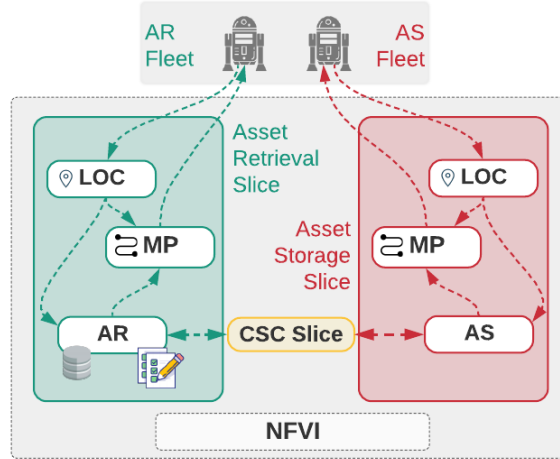 AR
Fleet
AS
Fleet
Asset
Retrieval
Slice
LOC
MP
AR
LOC
MP
Asset
Storage
Slice
AS
CSC Slice
NFVI